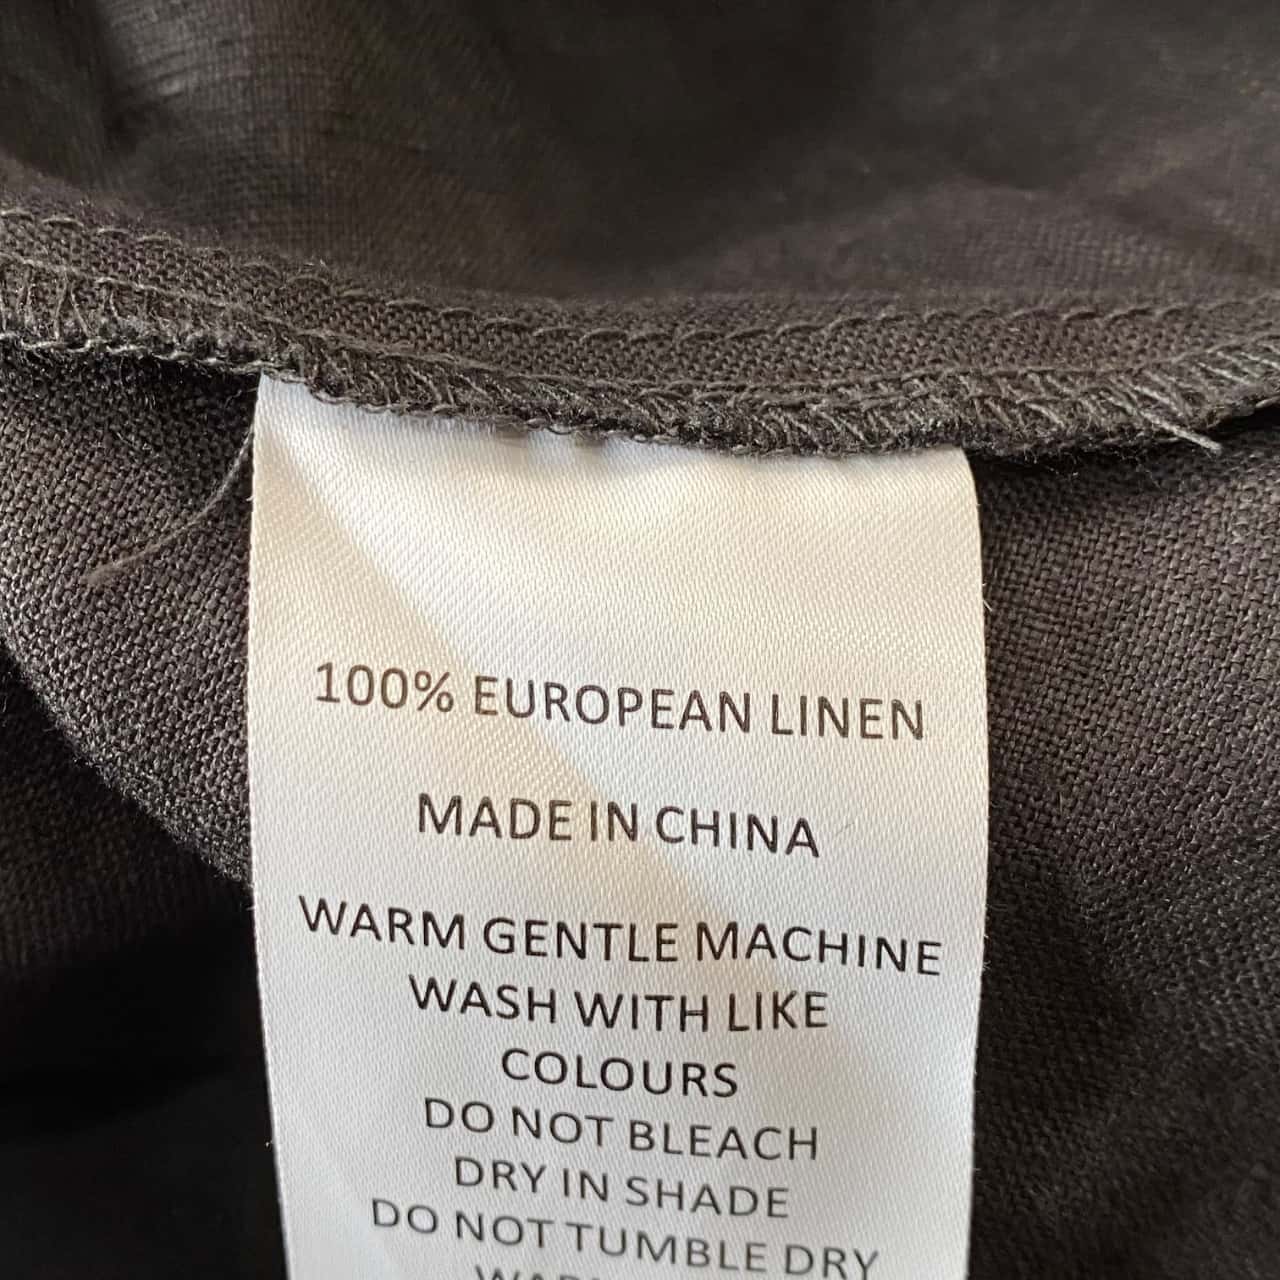 100% EUROPEAN LINEN
MADE IN CHINA
WARM GENTLE MACHINE
WASH WITH LIKE
COLOURS
DO NOT BLEACH
DRY IN SHADE
DO NOT TUMBLE DRY